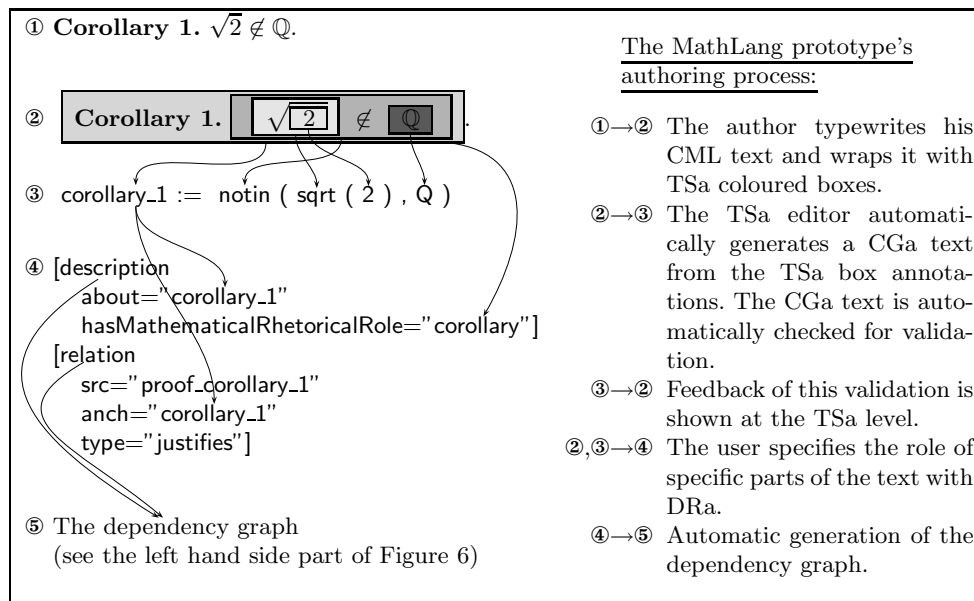 ① Corollary 1. √2 ∉ ℚ.
② Corollary 1. √2 ∉ ℚ.
③ corollary_1 := notin ( sqrt ( 2 ) , Q )
④ [description
about="corollary_1"
hasMathematicalRhetoricalRole="corollary"]
[relation
src="proof_corollary_1"
anch="corollary_1"
type="justifies"]
⑤ The dependency graph
(see the left hand side part of Figure 6)
The MathLang prototype's
authoring process:
①→② The author typewrites his
CML text and wraps it with
TSa coloured boxes.
②→③ The TSa editor automati-
cally generates a CGa text
from the TSa box annota-
tions. The CGa text is auto-
matically checked for valida-
tion.
③→② Feedback of this validation is
shown at the TSa level.
②,③→④ The user specifies the role of
specific parts of the text with
DRa.
④→⑤ Automatic generation of the
dependency graph.